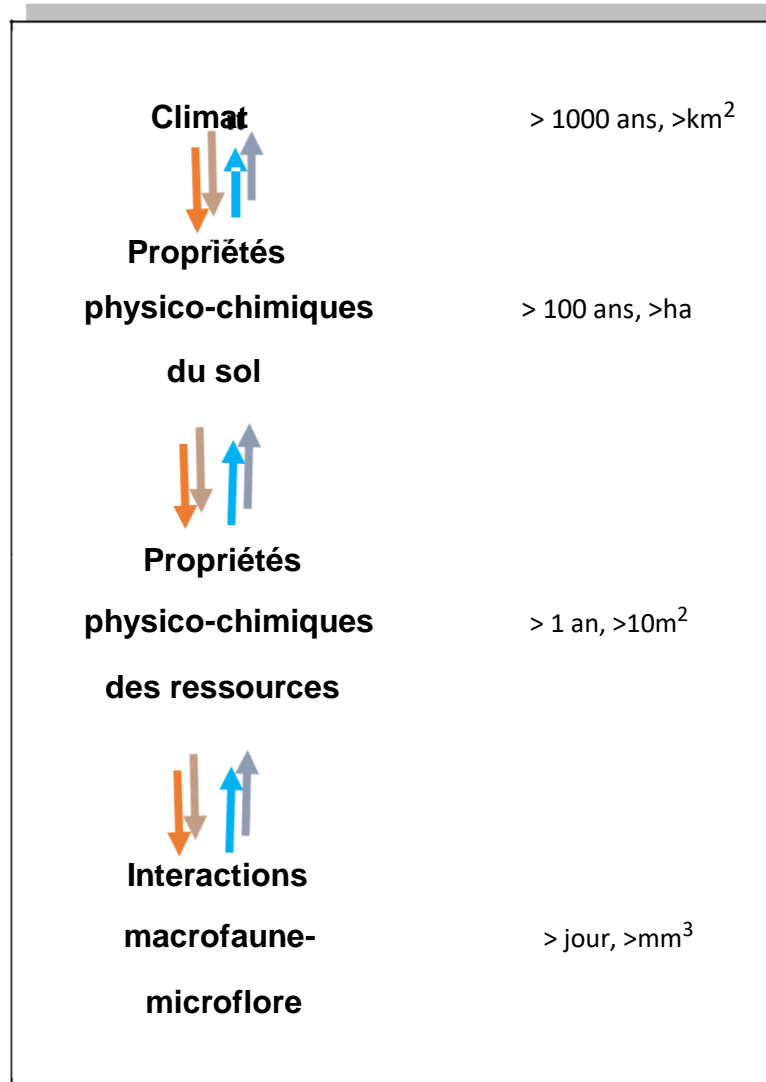 Climat > 1000 ans, >km²
Propriétés
physico-chimiques > 100 ans, >ha
du sol
Propriétés
physico-chimiques > 1 an, >10m²
des ressources
Interactions
macrofaune- > jour, >mm³
microflore